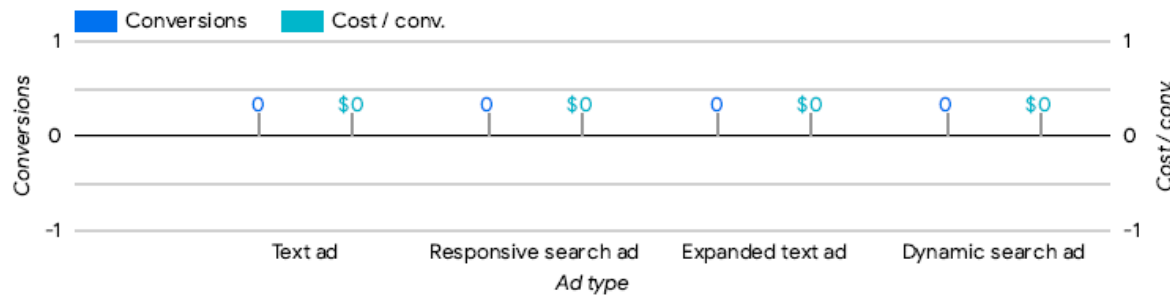 Conversions Cost / conv.
1 1
0 $0 0 $0 0 $0 0 $0
Conversions
0 0
Cost / conv.
-1 -1
Text ad Responsive search ad Expanded text ad Dynamic search ad
Ad type